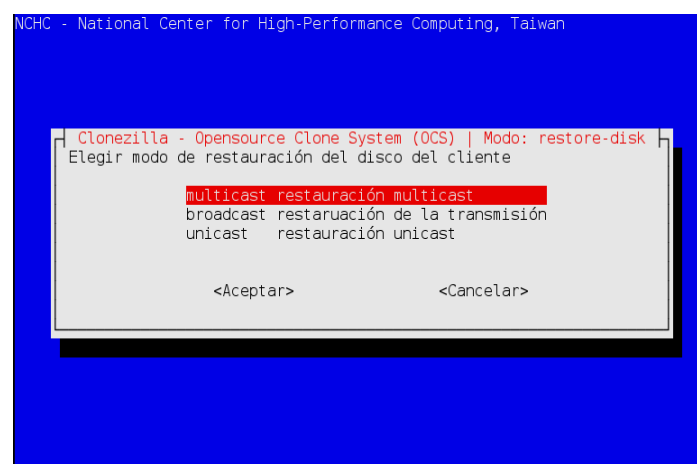 NCHC - National Center for High-Performance Computing, Taiwan
Clonezilla - Opensource Clone System (OCS) | Modo: restore-disk
Elegir modo de restauración del disco del cliente
multicast restauración multicast
broadcast restaruación de la transmisión
unicast restauración unicast
<Aceptar> <Cancelar>